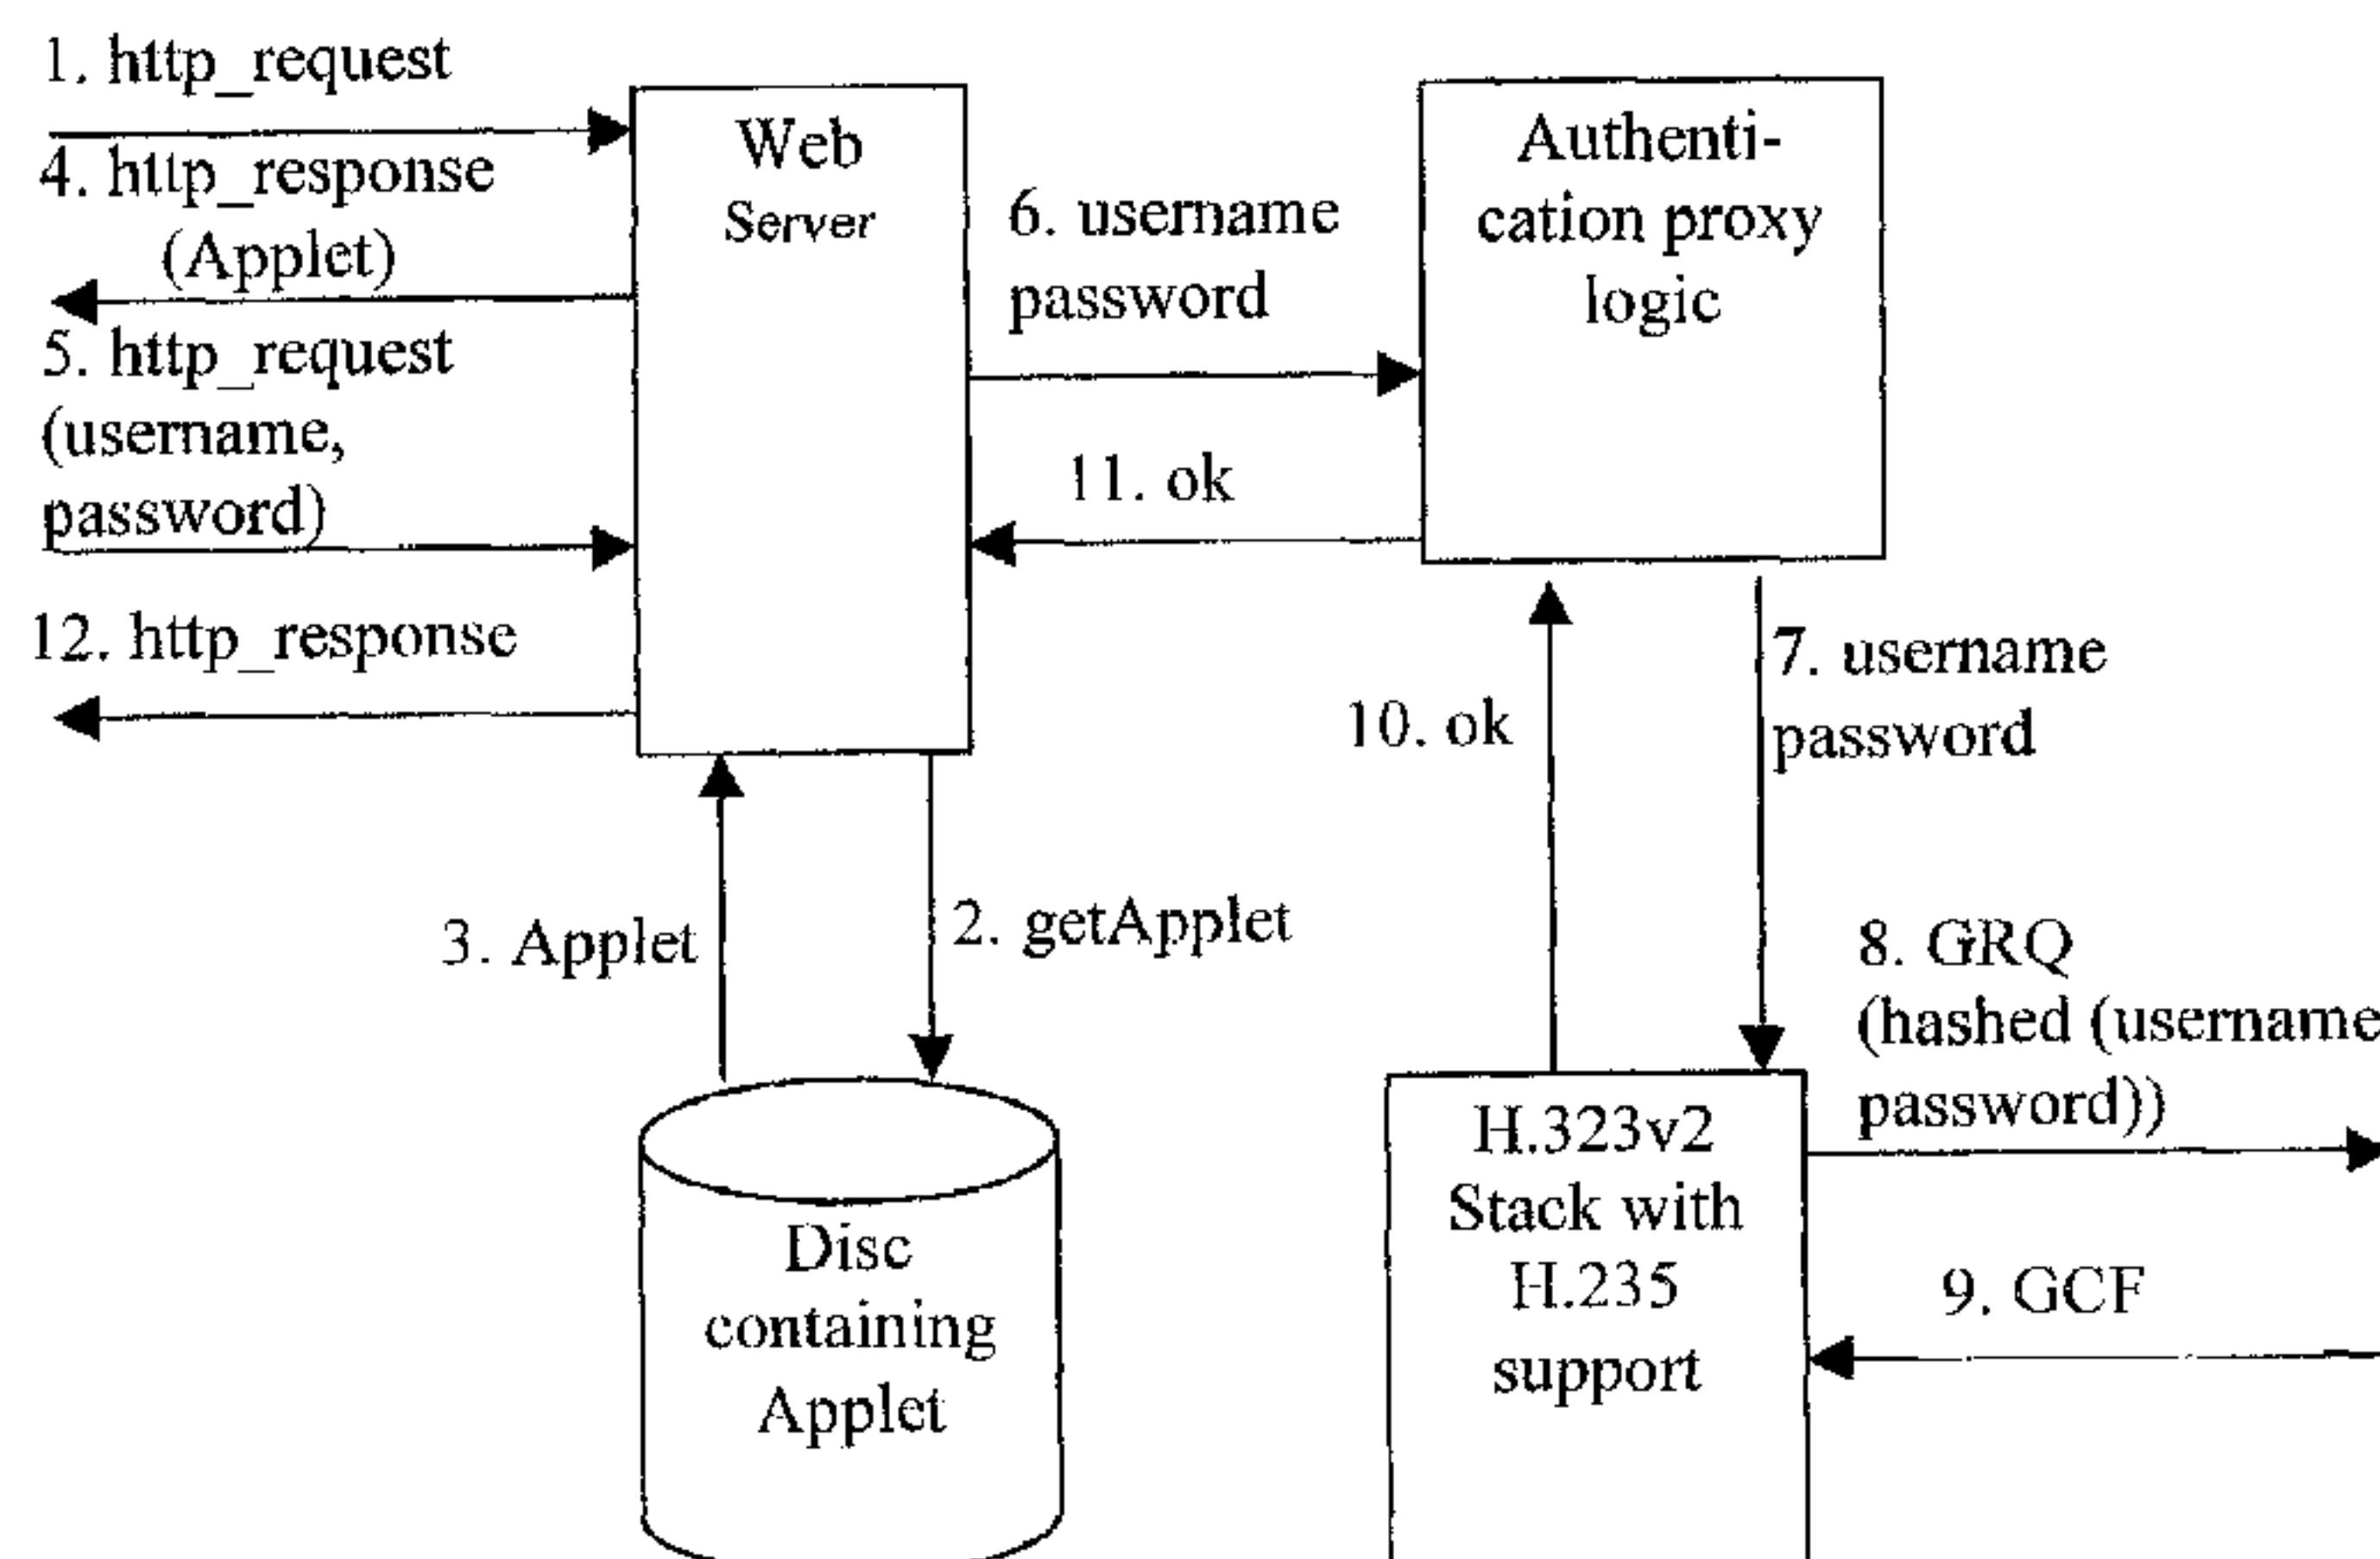 1. http_request
4. http_response
(Applet)
5. http_request
(username,
password)
12. http_response
Web
Server
6. username
password
11. ok
Authenti-
cation proxy
logic
10. ok
7. username
password
3. Applet
2. getApplet
8. GRQ
(hashed (username
password))
9. GCF
Disc
containing
Applet
H.323v2
Stack with
H.235
support